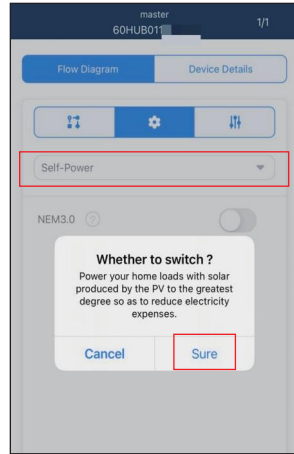 master
60HUB011
1/1
Flow Diagram
Device Details
Self-Power
NEM3.0 ?
Whether to switch ?
Power your home loads with solar
produced by the PV to the greatest
degree so as to reduce electricity
expenses.
Cancel
Sure